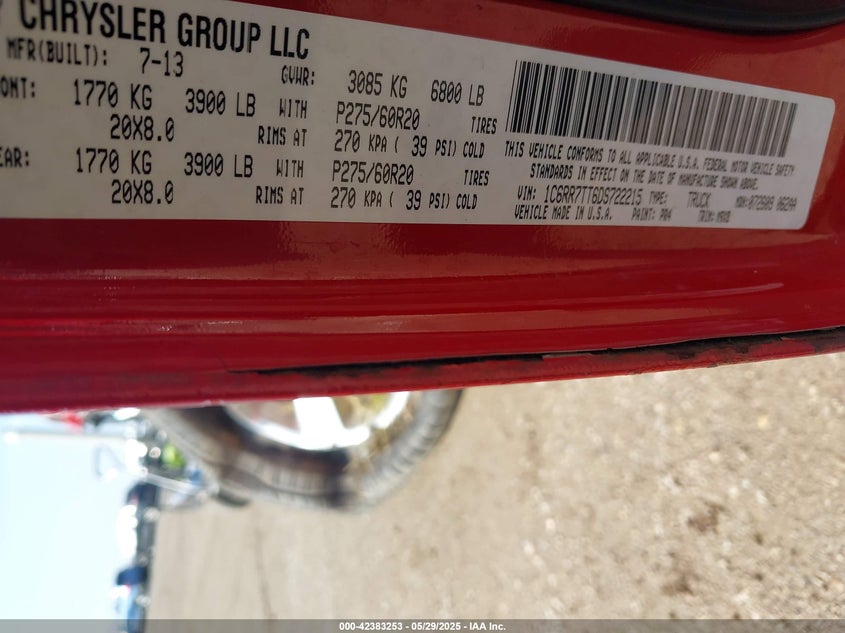 CHRYSLER GROUP LLC
MFR(BUILT): 7-13 GVWR: 3085 KG 6800 LB
ONT: 1770 KG 3900 LB WITH P275/60R20 TIRES
20X8.0 RIMS AT 270 KPA ( 39 PSI) COLD
EAR: 1770 KG 3900 LB WITH P275/60R20 TIRES
20X8.0 RIMS AT 270 KPA ( 39 PSI) COLD
THIS VEHICLE CONFORMS TO ALL APPLICABLE U.S.A. FEDERAL MOTOR VEHICLE SAFETY
STANDARDS IN EFFECT ON THE DATE OF MANUFACTURE SHOWN ABOVE.
VIN: 1C6RR7TT6DS722215 TYPE: TRUCK MDH:
VEHICLE MADE IN U.S.A. PAINT: PR4 TRIM:
000-42383253 - 05/29/2025 - IAA Inc.